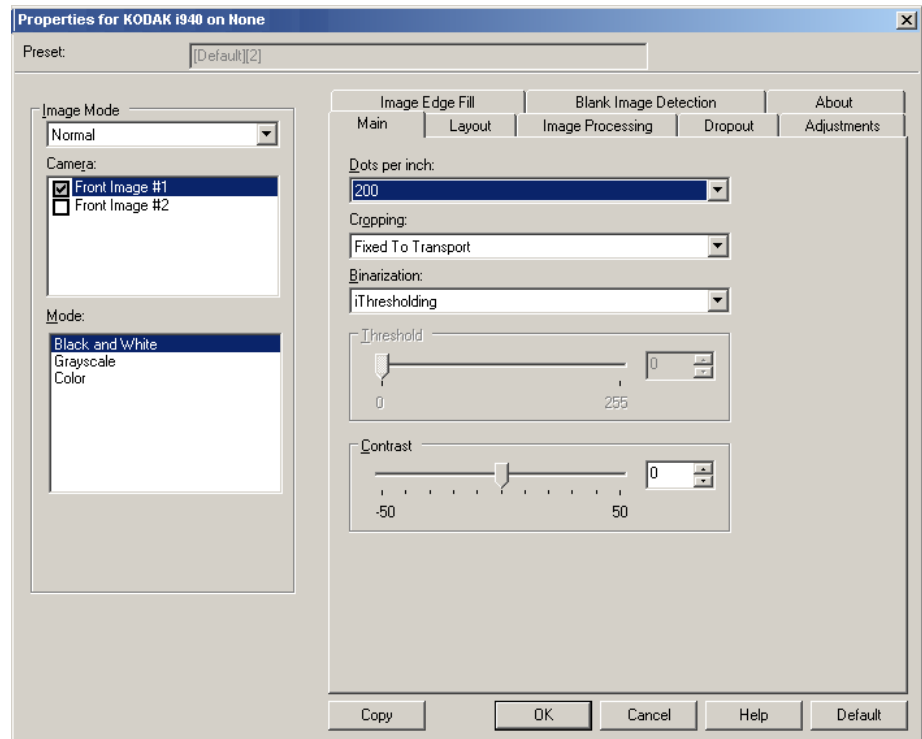 Properties for KODAK i940 on None
Preset:
[Default][2]
Image Mode
Normal
Camera:
Front Image #1
Front Image #2
Mode:
Black and White
Grayscale
Color
Image Edge Fill
Blank Image Detection
About
Main
Layout
Image Processing
Dropout
Adjustments
Dots per inch:
200
Cropping:
Fixed To Transport
Binarization:
iThresholding
Threshold
0
0
255
Contrast
0
-50
50
Copy
OK
Cancel
Help
Default